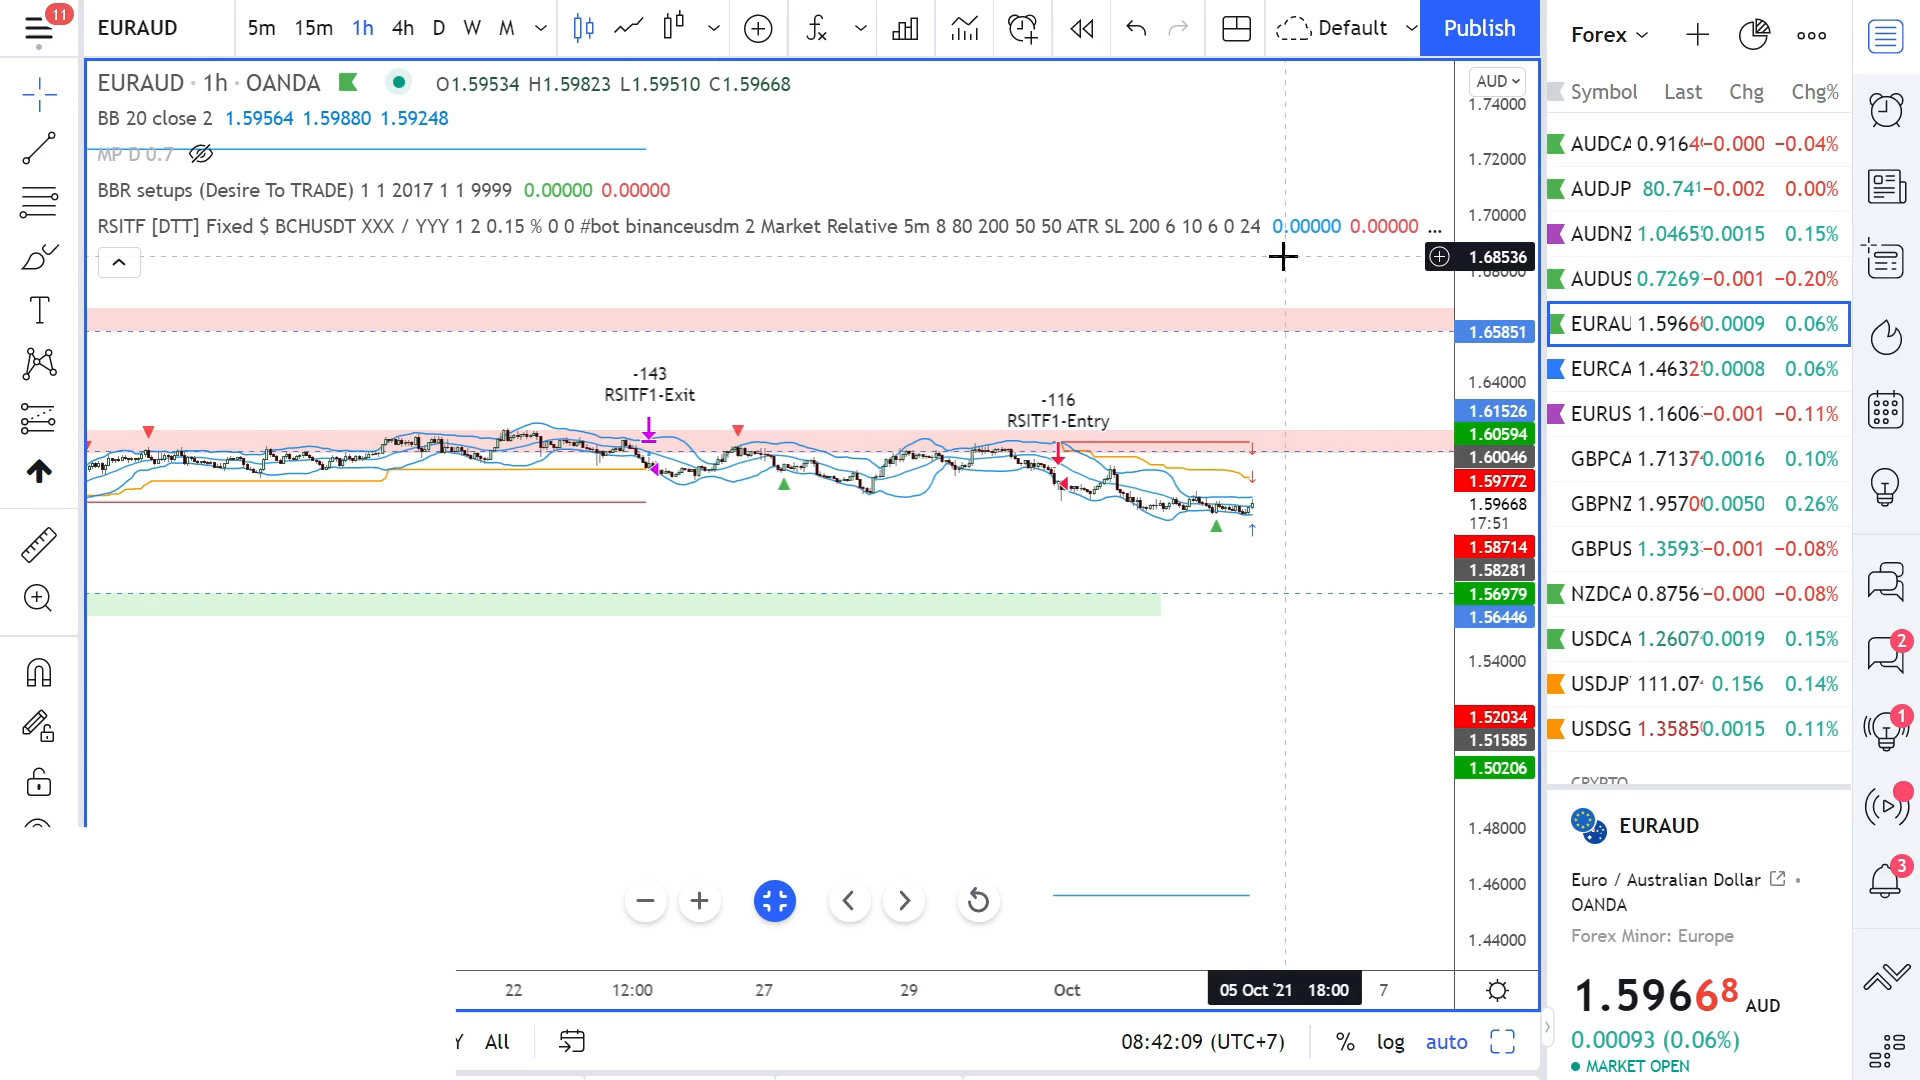 11
EURAUD
5m 15m 1h 4h D W M
Default
Publish
Forex
EURAUD · 1h · OANDA O1.59534 H1.59823 L1.59510 C1.59668
AUD
BB 20 close 2 1.59564 1.59880 1.59248
MP D 0.7
BBR setups (Desire To TRADE) 1 1 2017 1 1 9999 0.00000 0.00000
RSITF [DTT] Fixed $ BCHUSDT XXX / YYY 1 2 0.15 % 0 0 #bot binanceusdm 2 Market Relative 5m 8 80 200 50 50 ATR SL 200 6 10 6 0 24 0.00000 0.00000 ...
-143
RSITF1-Exit
-116
RSITF1-Entry
1.74000
1.72000
1.70000
1.68536
1.68000
1.65851
1.64000
1.61526
1.60594
1.60046
1.59772
1.59668
17:51
1.58714
1.58281
1.56979
1.56446
1.54000
1.52034
1.51585
1.50206
1.48000
1.46000
1.44000
22 12:00 27 29 Oct 05 Oct '21 18:00 7
All
08:42:09 (UTC+7) % log auto
Symbol Last Chg Chg%
AUDCA 0.9164 −0.000 −0.04%
AUDJP 80.741 −0.002 0.00%
AUDNZ 1.0465 0.0015 0.15%
AUDUS 0.7269 −0.001 −0.20%
EURAU 1.5966 0.0009 0.06%
EURCA 1.4632 0.0008 0.06%
EURUS 1.1606 −0.001 −0.11%
GBPCA 1.7137 0.0016 0.10%
GBPNZ 1.9570 0.0050 0.26%
GBPUS 1.3593 −0.001 −0.08%
NZDCA 0.8756 −0.000 −0.08%
USDCA 1.2607 0.0019 0.15%
USDJP 111.07 0.156 0.14%
USDSG 1.3585 0.0015 0.11%
CRYPTO
EURAUD
Euro / Australian Dollar •
OANDA
Forex Minor: Europe
1.59668 AUD
0.00093 (0.06%)
MARKET OPEN
2
1
3